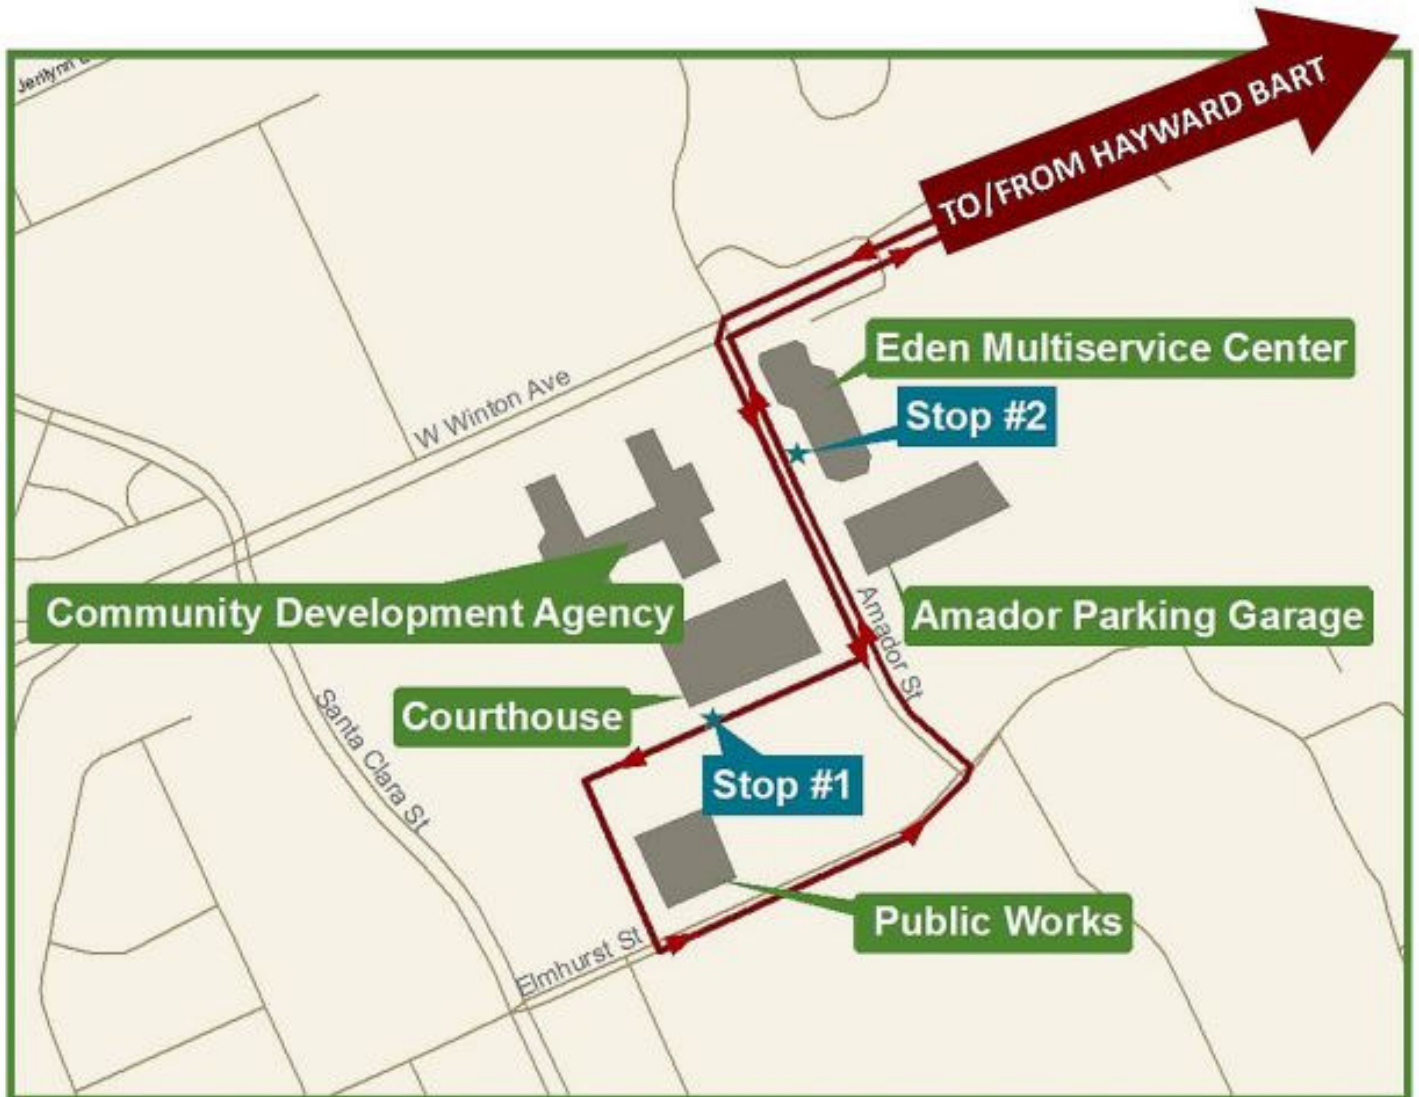 Jerilynn
TO/FROM HAYWARD BART
Eden Multiservice Center
W Winton Ave
Stop #2
Community Development Agency
Amador St
Amador Parking Garage
Santa Clara St
Courthouse
Stop #1
Public Works
Elmhurst St